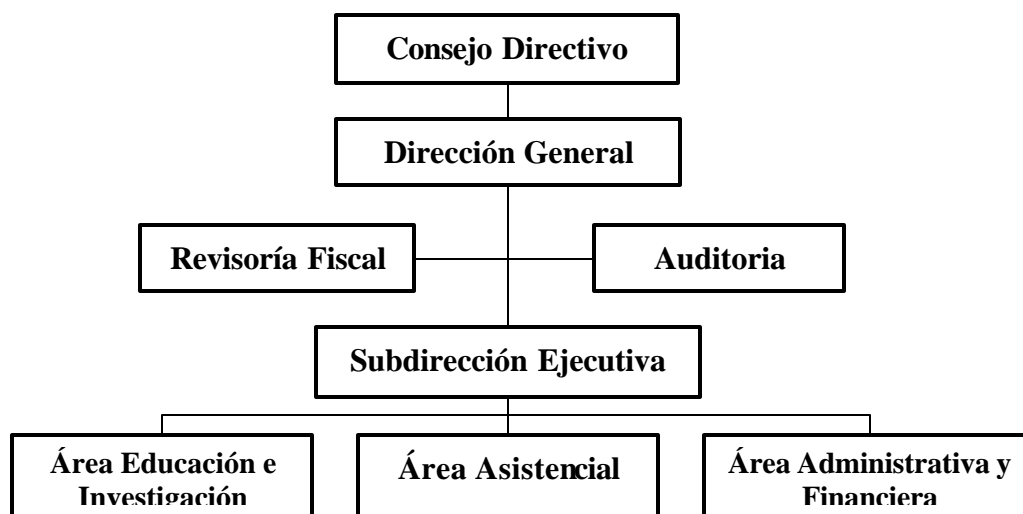 Consejo Directivo
Dirección General
Revisoría Fiscal
Auditoria
Subdirección Ejecutiva
Área Educación e
Investigación
Área Asistencial
Área Administrativa y
Financiera